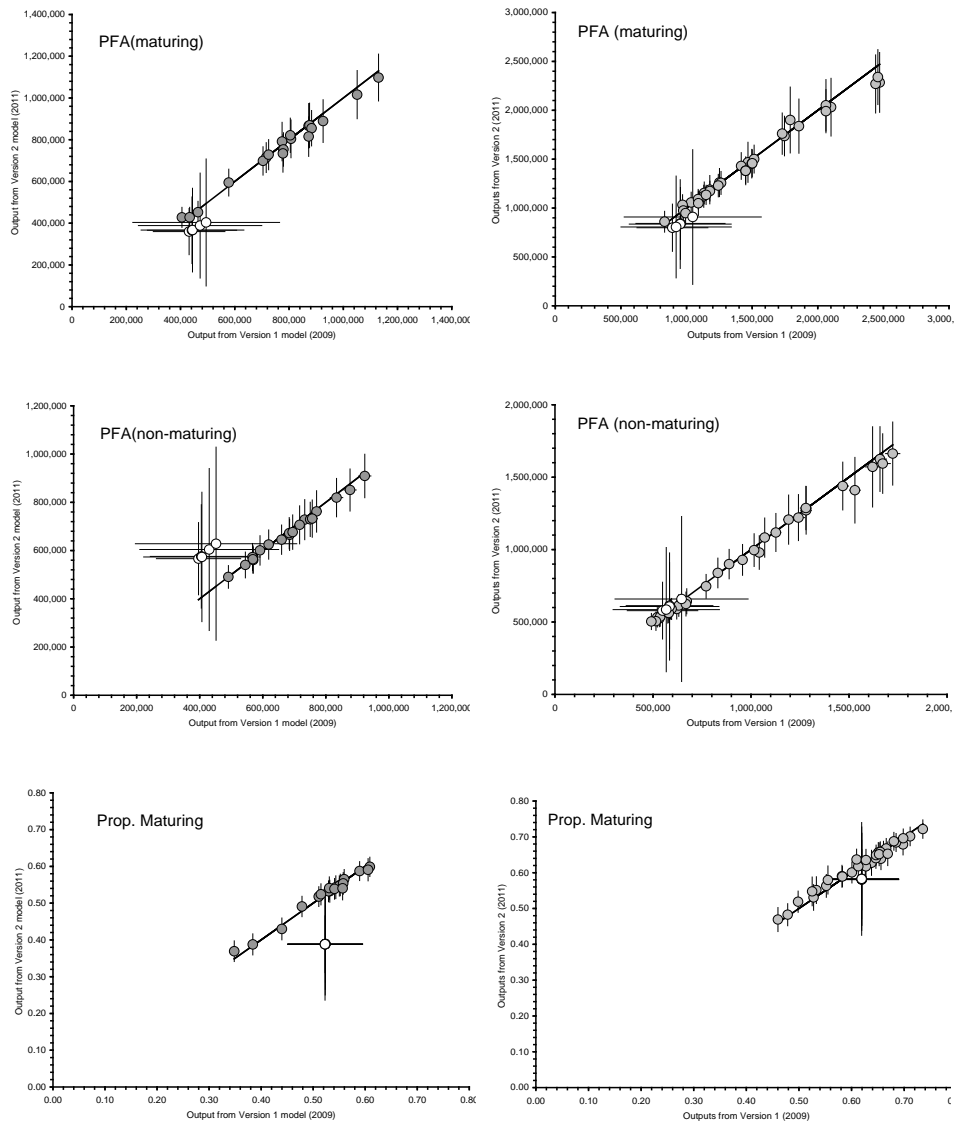 PFA(maturing)
Output from Version 2 model (2011)
1,400,000
1,200,000
1,000,000
800,000
600,000
400,000
200,000
0
0 200,000 400,000 600,000 800,000 1,000,000 1,200,000 1,400,000
Output from Version 1 model (2009)
PFA (maturing)
Outputs from Version 2 (2011)
3,000,000
2,500,000
2,000,000
1,500,000
1,000,000
500,000
0
0 500,000 1,000,000 1,500,000 2,000,000 2,500,000 3,000,
Outputs from Version 1 (2009)
PFA(non-maturing)
Output from Version 2 model (2011)
1,200,000
1,000,000
800,000
600,000
400,000
200,000
0
0 200,000 400,000 600,000 800,000 1,000,000 1,200,000
Output from Version 1 model (2009)
PFA (non-maturing)
Outputs from Version 2 (2011)
2,000,000
1,500,000
1,000,000
500,000
0
0 500,000 1,000,000 1,500,000 2,000,
Outputs from Version 1 (2009)
Prop. Maturing
Output from Version 2 model (2011)
0.80
0.70
0.60
0.50
0.40
0.30
0.20
0.10
0.00
0.00 0.10 0.20 0.30 0.40 0.50 0.60 0.70 0.80
Output from Version 1 model (2009)
Prop. Maturing
Outputs from Version 2 (2011)
0.80
0.70
0.60
0.50
0.40
0.30
0.20
0.10
0.00
0.00 0.10 0.20 0.30 0.40 0.50 0.60 0.70 0.
Outputs from Version 1 (2009)